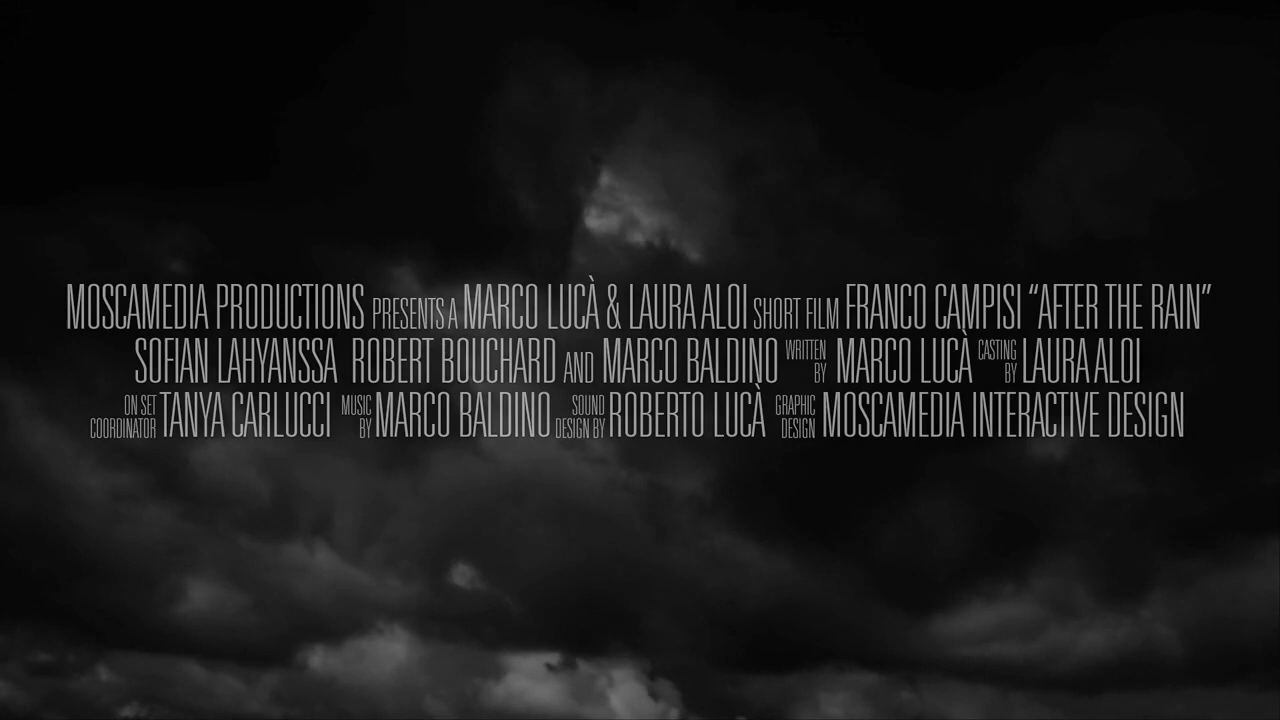 MOSCAMEDIA PRODUCTIONS PRESENTS A MARCO LUCÀ & LAURA ALOI SHORT FILM FRANCO CAMPISI “AFTER THE RAIN”
SOFIAN LAHYANSSA ROBERT BOUCHARD AND MARCO BALDINO WRITTEN BY MARCO LUCÀ CASTING BY LAURA ALOI
ON SET COORDINATOR TANYA CARLUCCI MUSIC BY MARCO BALDINO SOUND DESIGN BY ROBERTO LUCÀ GRAPHIC DESIGN MOSCAMEDIA INTERACTIVE DESIGN